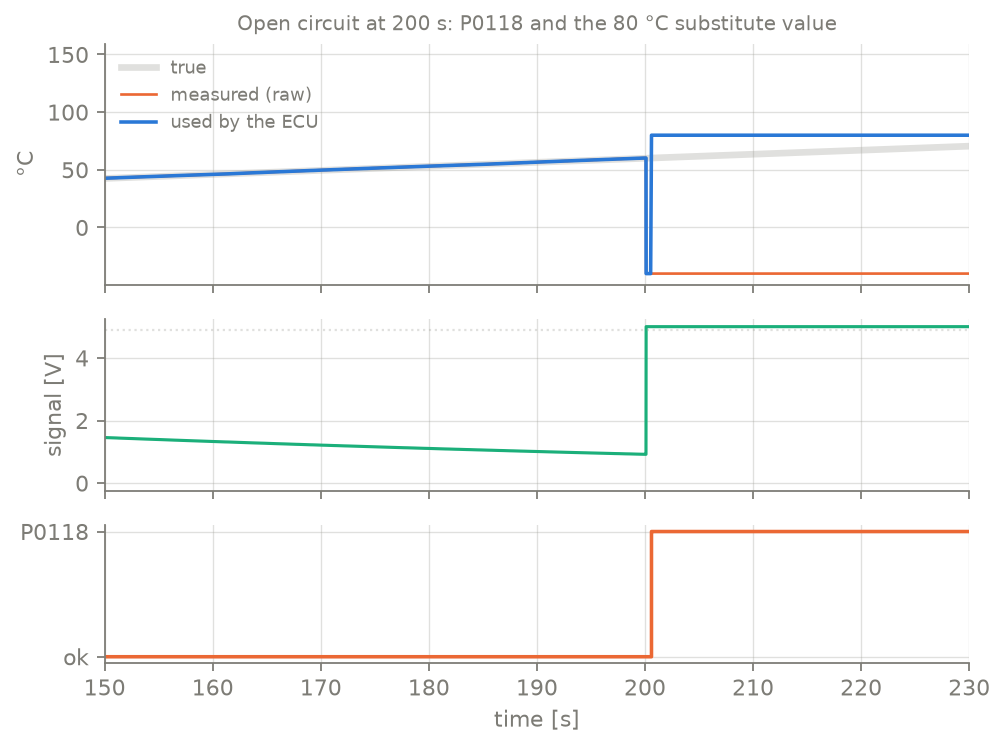 Open circuit at 200 s: P0118 and the 80 °C substitute value
150
100
50
0
°C
true
measured (raw)
used by the ECU
4
2
0
signal [V]
P0118
ok
150 160 170 180 190 200 210 220 230
time [s]